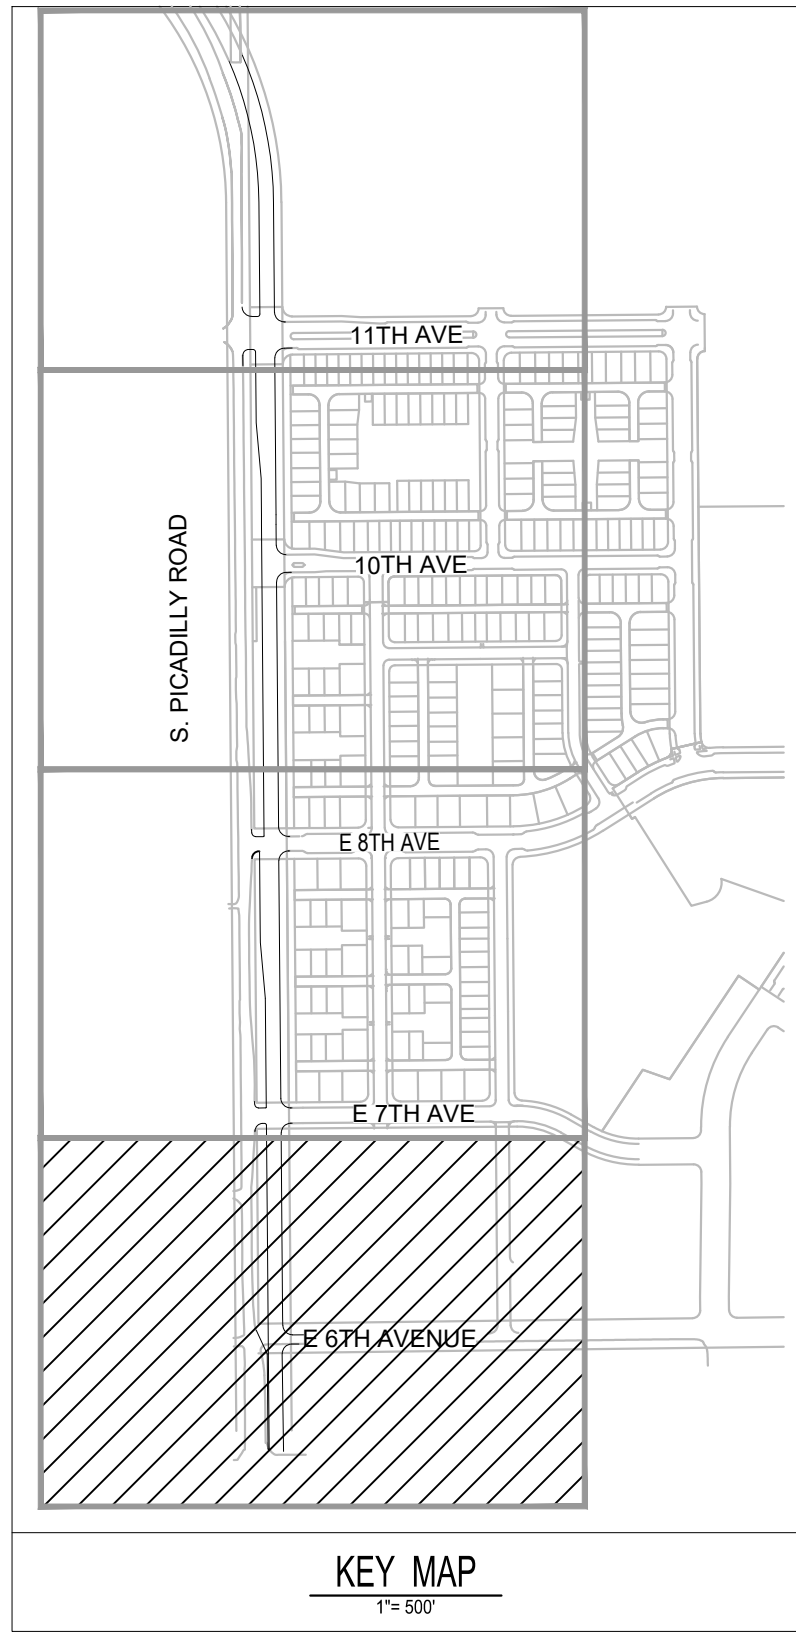 11TH AVE
S. PICADILLY ROAD
10TH AVE
E 8TH AVE
E 7TH AVE
E 6TH AVENUE
KEY MAP
1"= 500'